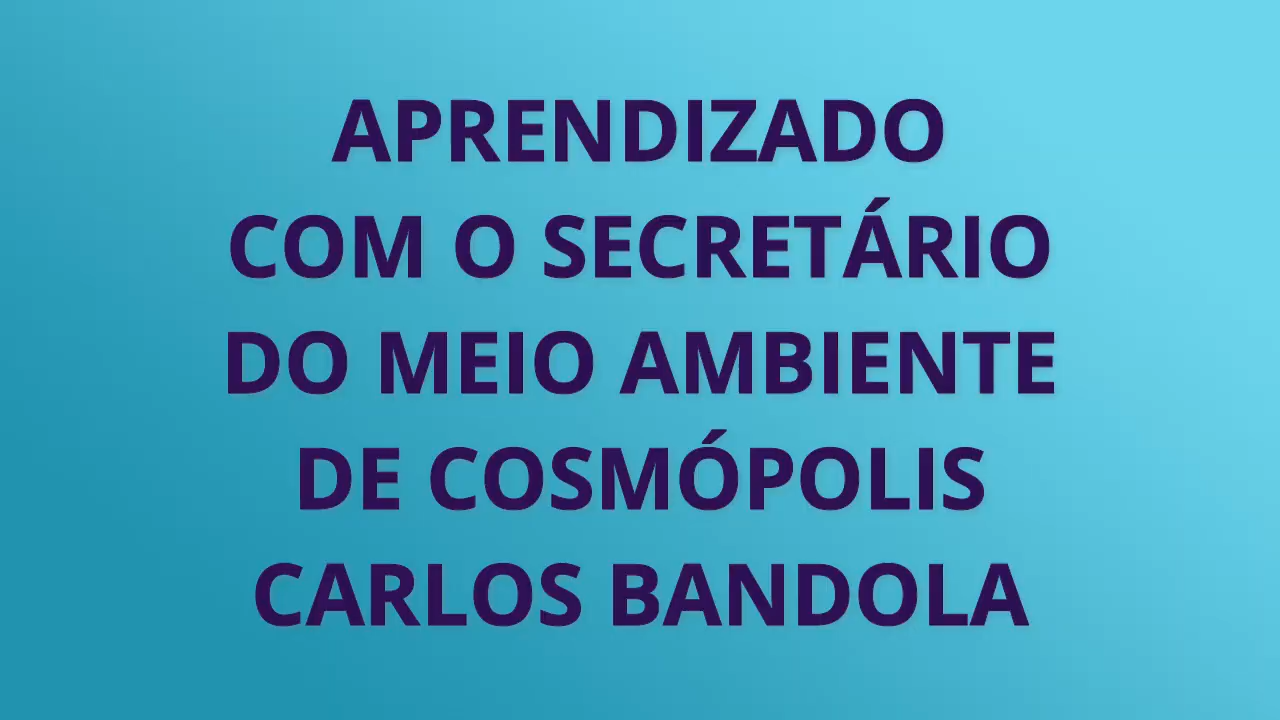 APRENDIZADO
COM O SECRETÁRIO
DO MEIO AMBIENTE
DE COSMÓPOLIS
CARLOS BANDOLA